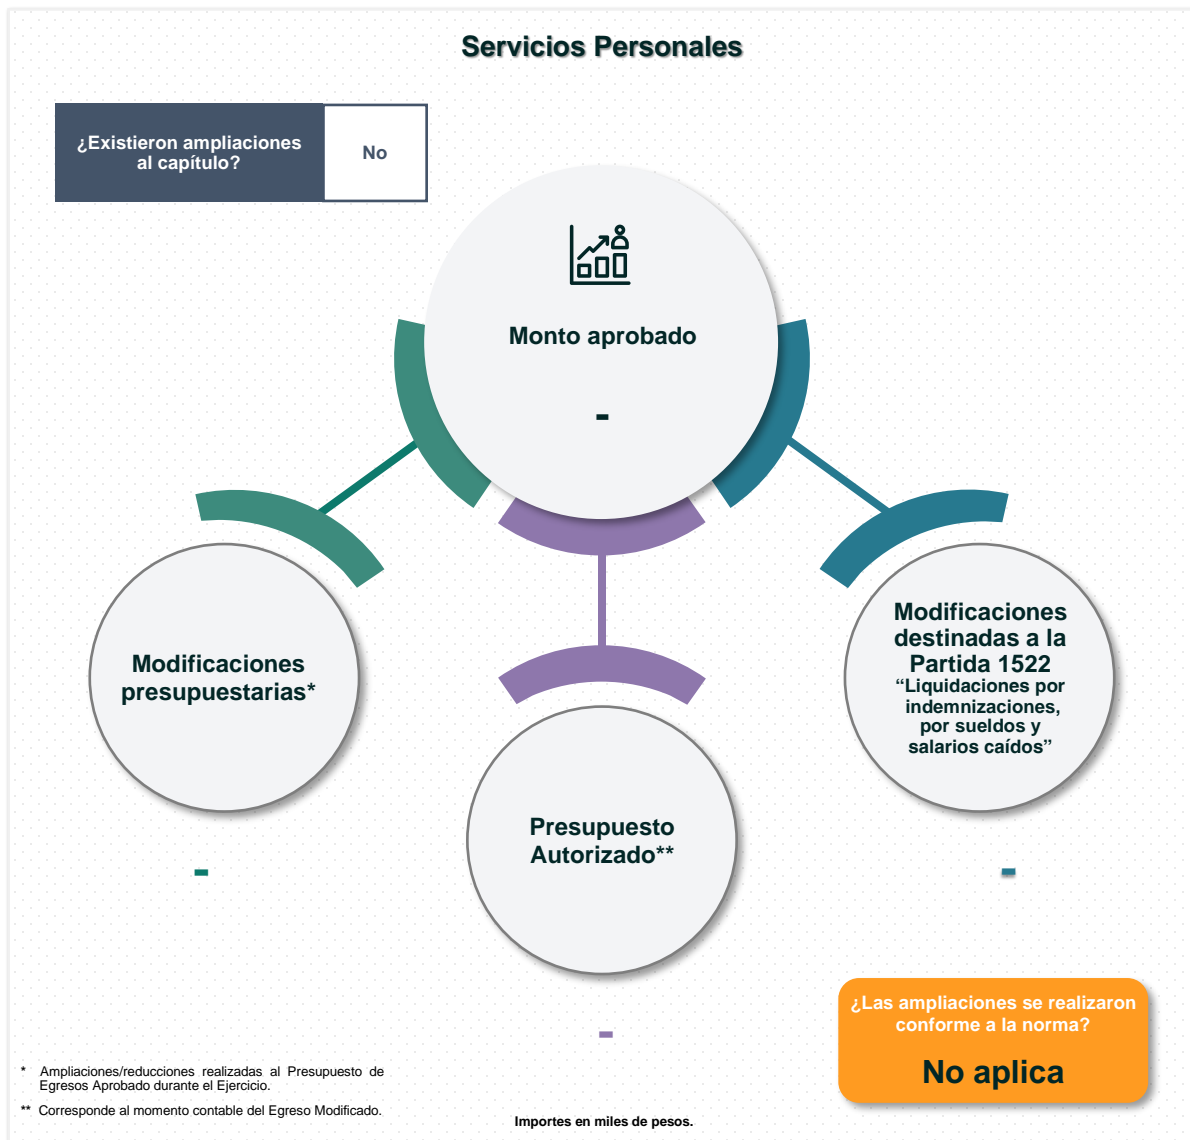 Servicios Personales
¿Existieron ampliaciones
al capítulo?
No
Monto aprobado
-
Modificaciones
presupuestarias*
-
Presupuesto
Autorizado**
-
Modificaciones
destinadas a la
Partida 1522
“Liquidaciones por
indemnizaciones,
por sueldos y
salarios caídos”
-
¿Las ampliaciones se realizaron
conforme a la norma?
No aplica
* Ampliaciones/reducciones realizadas al Presupuesto de
Egresos Aprobado durante el Ejercicio.
** Corresponde al momento contable del Egreso Modificado.
Importes en miles de pesos.